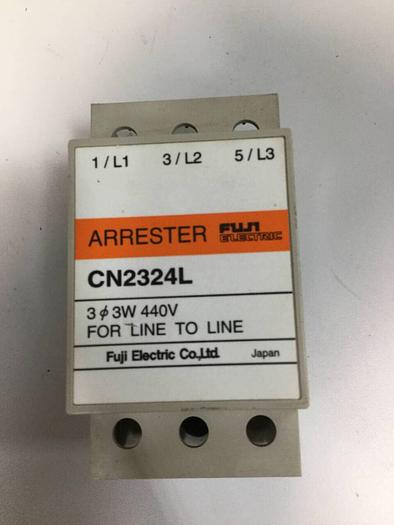 1/L1 3/L2 5/L3
ARRESTER FUJI ELECTRIC
CN2324L
3φ3W 440V
FOR LINE TO LINE
Fuji Electric Co.,Ltd. Japan